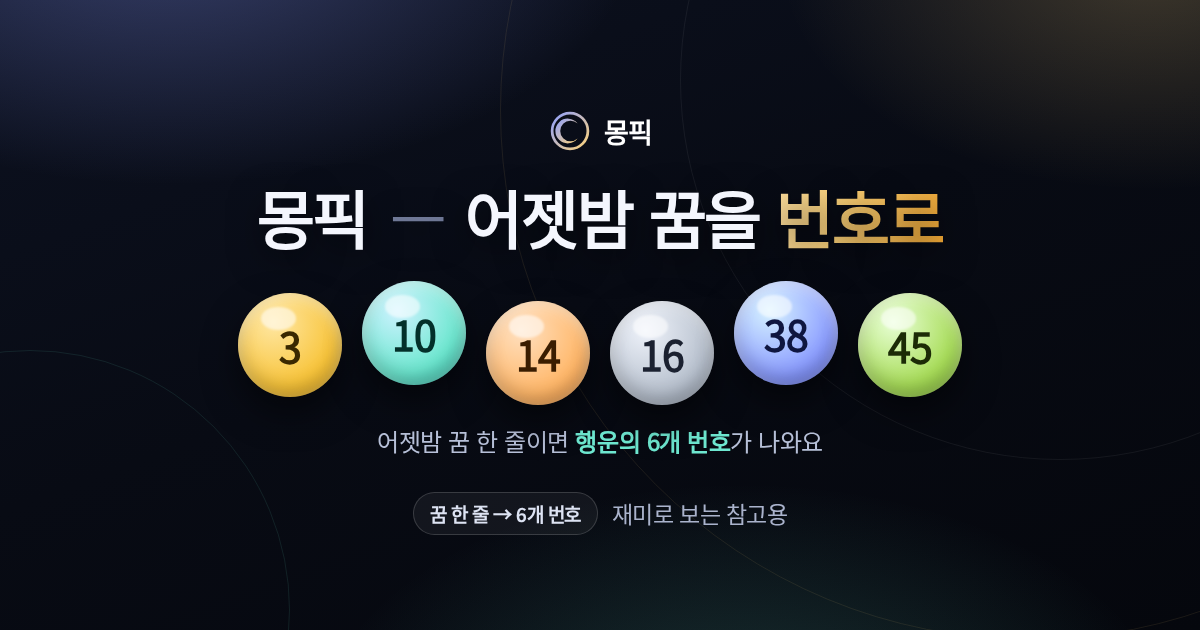 몽픽
몽픽 — 어젯밤 꿈을 번호로
3 10 14 16 38 45
어젯밤 꿈 한 줄이면 행운의 6개 번호가 나와요
꿈 한 줄 → 6개 번호 재미로 보는 참고용